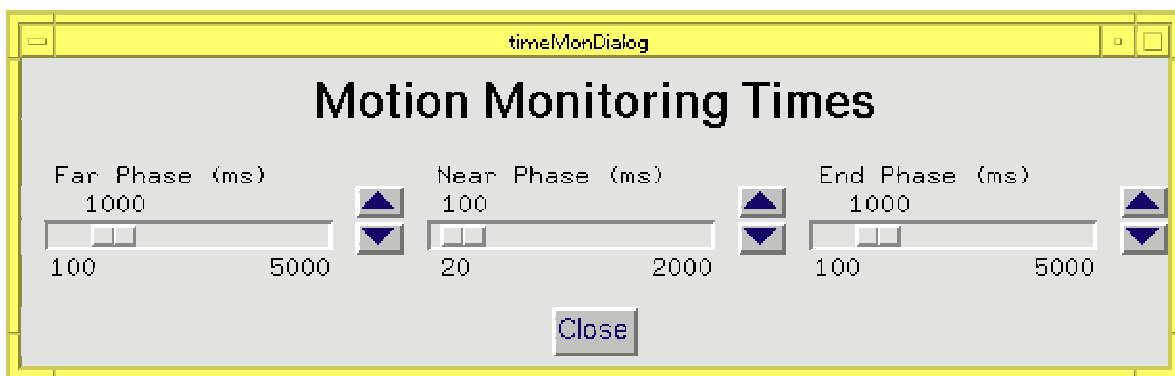 timeMonDialog
Motion Monitoring Times
Far Phase (ms) Near Phase (ms) End Phase (ms)
1000 100 1000
100 5000 20 2000 100 5000
Close